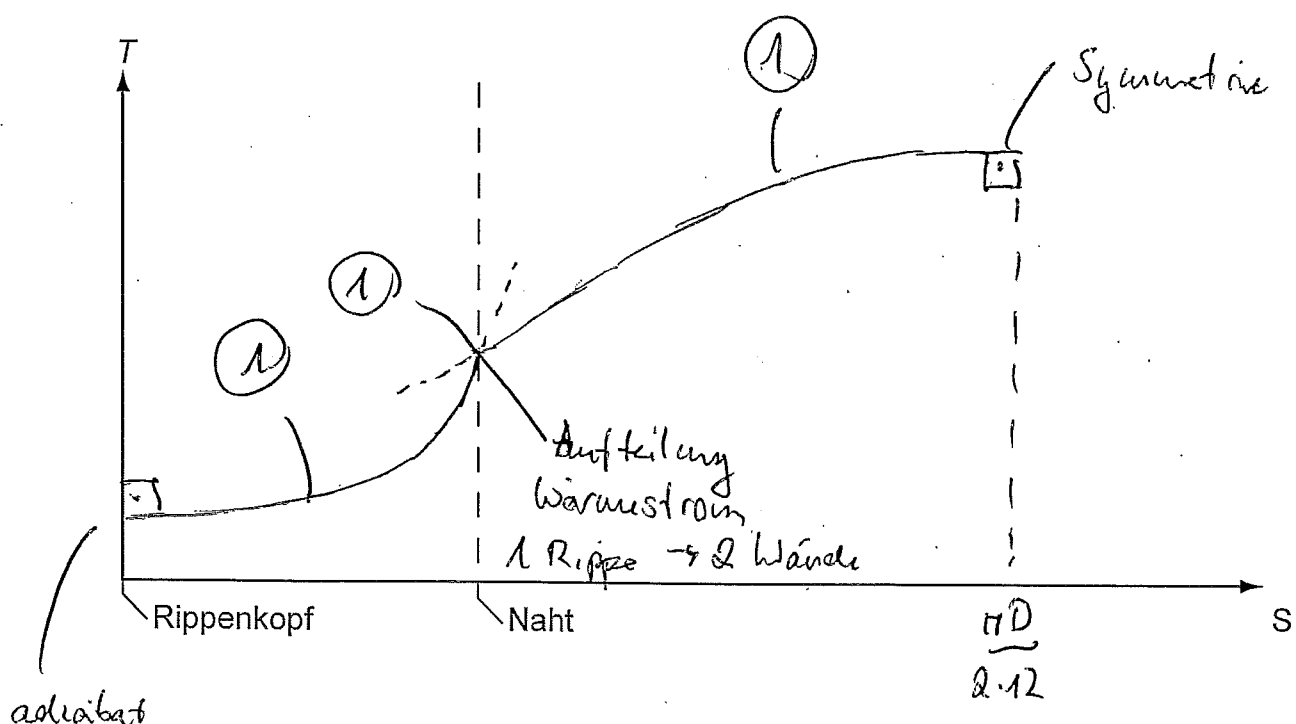 T
1
Symmetrie
1
1
Aufteilung
Wärmestrom
1 Rippe → 2 Wände
Rippenkopf
Naht
πD
2·12
S
adiabat